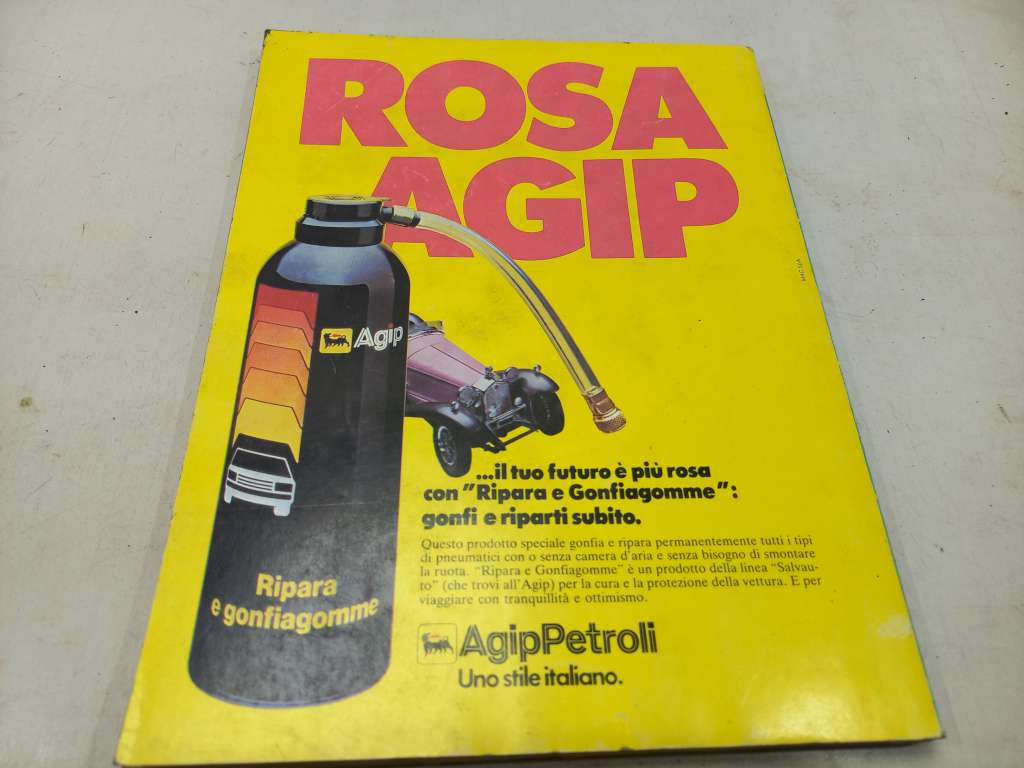 ROSA
AGIP
Agip
...il tuo futuro è più rosa
con "Ripara e Gonfiagomme":
gonfi e riparti subito.
Questo prodotto speciale gonfia e ripara permanentemente tutti i tipi
di pneumatici con o senza camera d'aria e senza bisogno di smontare
la ruota. "Ripara e Gonfiagomme" è un prodotto della linea "Salvau-
to" (che trovi all'Agip) per la cura e la protezione della vettura. E per
viaggiare con tranquillità e ottimismo.
Ripara
e gonfiagomme
AgipPetroli
Uno stile italiano.